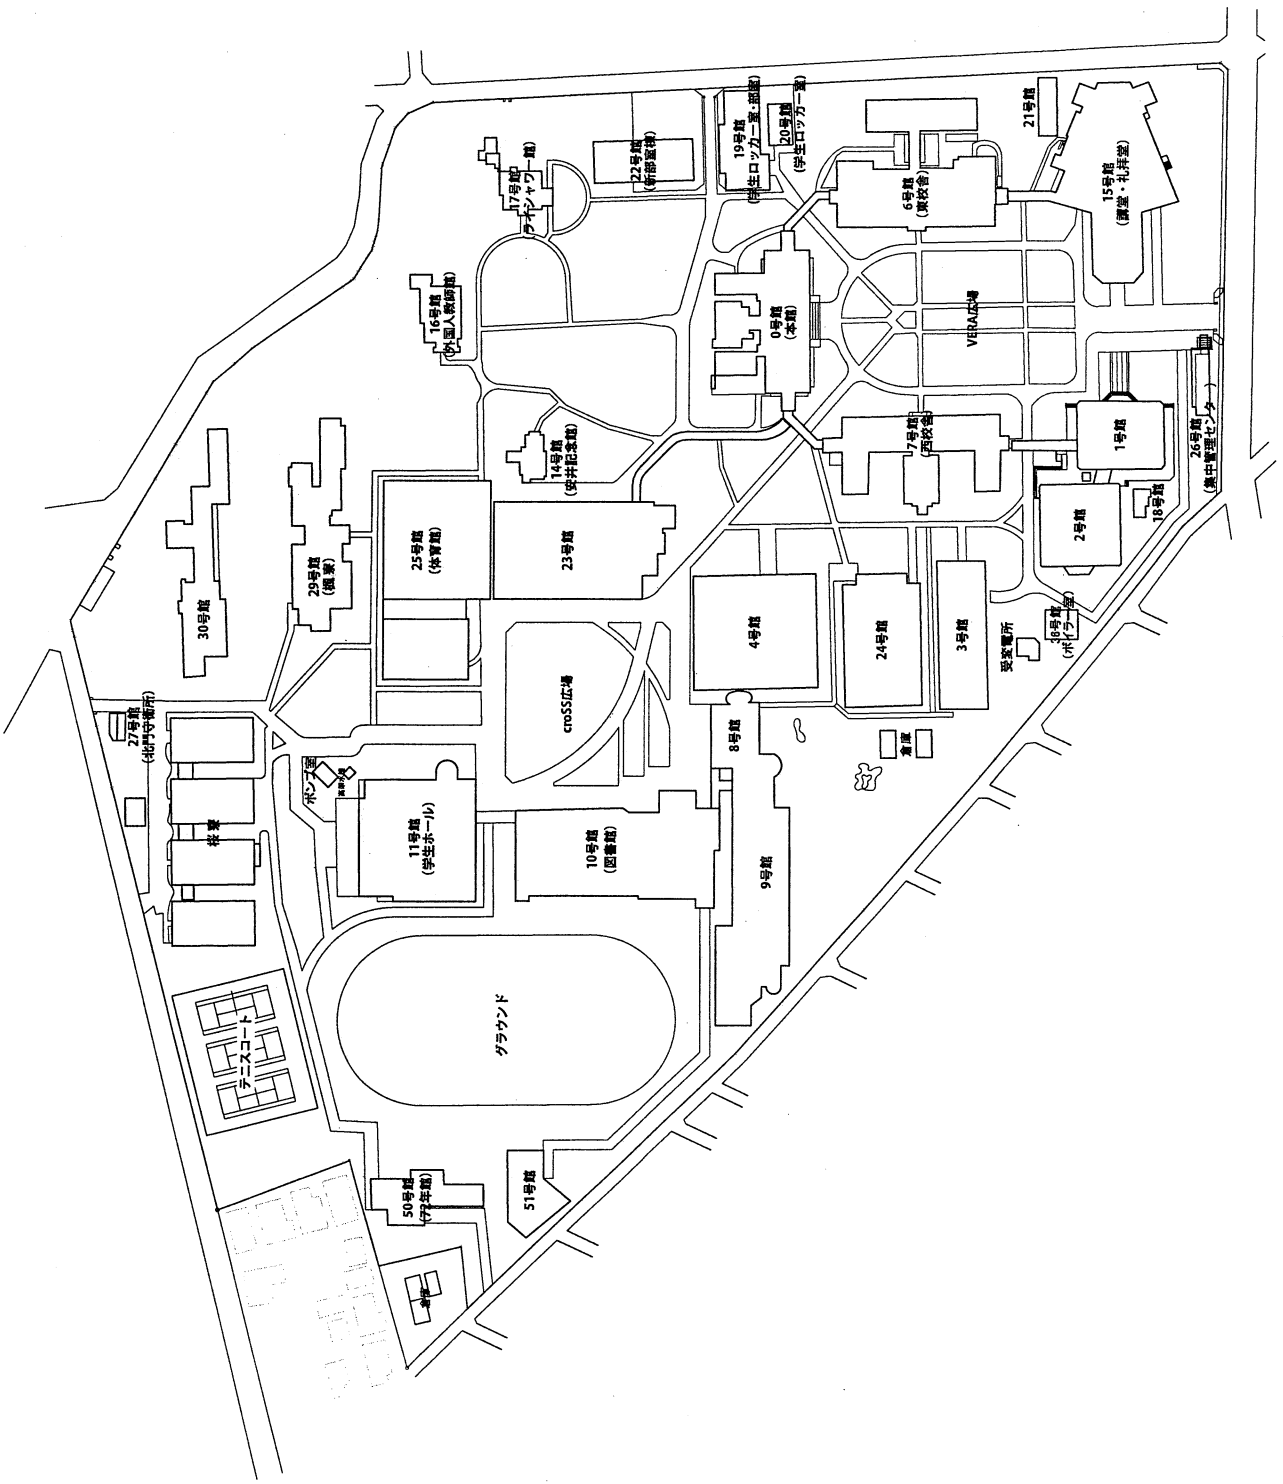 21号館
15号館
(講堂・礼拝堂)
19号館
(学生ロッカー室・部室)
20号館
(学生ロッカー室)
6号館
(東校舎)
22号館
(新部室棟)
17号館
(ライシャワー館)
16号館
(外国人教師館)
0号館
(本館)
VERA広場
7号館
(西校舎)
1号館
26号館
(集中管理センター)
18号館
2号館
14号館
(安井記念館)
25号館
(体育館)
23号館
29号館
(楓寮)
30号館
4号館
24号館
3号館
受変電所
38号館
(ボイラー室)
croSS広場
8号館
倉庫
27号館
(北門守衛所)
桜寮
ポンプ室
11号館
(学生ホール)
10号館
(図書館)
9号館
グラウンド
テニスコート
50号館
(72年館)
51号館
倉庫